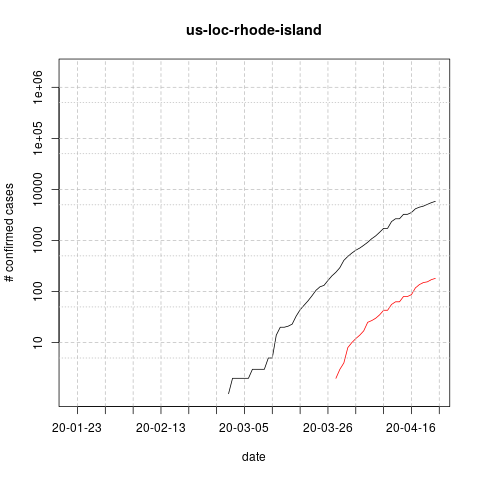 us-loc-rhode-island
# confirmed cases
1e+06
1e+05
10000
1000
100
10
20-01-23 20-02-13 20-03-05 20-03-26 20-04-16
date